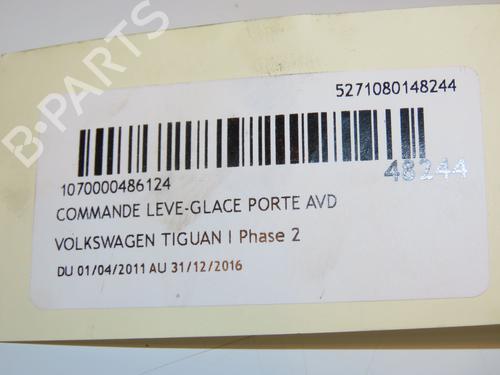 B-PARTS
5271080148244
48244
1070000486124
COMMANDE LEVE-GLACE PORTE AVD
VOLKSWAGEN TIGUAN I Phase 2
DU 01/04/2011 AU 31/12/2016